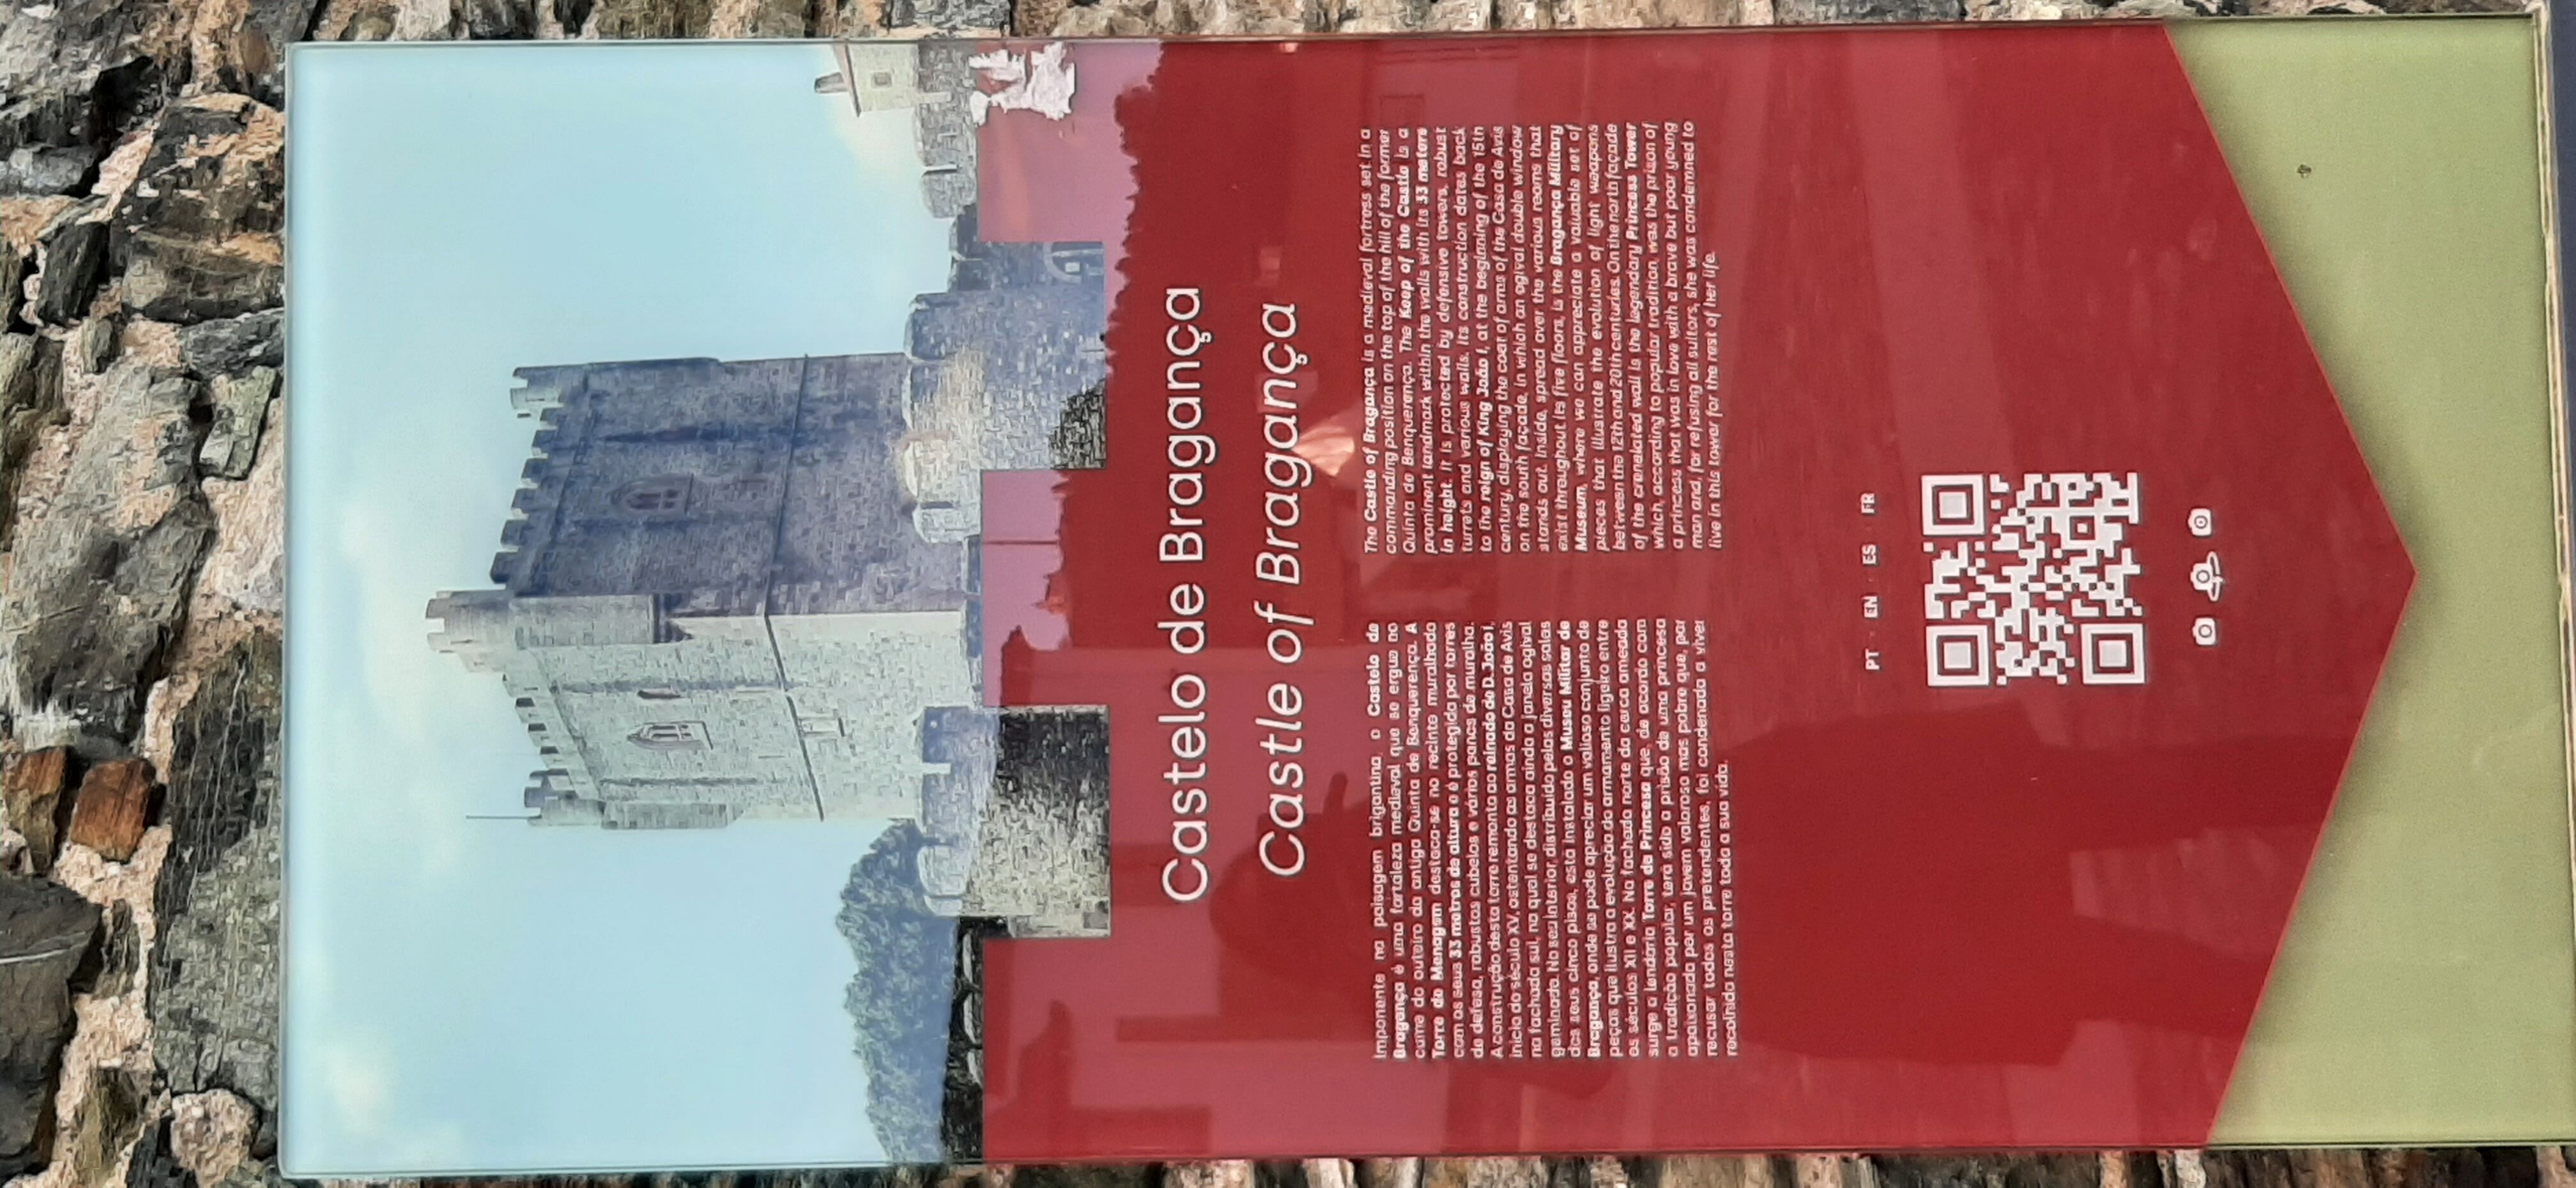 Castelo de Bragança
Castle of Bragança
Imponente na paisagem brigantina, o Castelo de
Bragança é uma fortaleza medieval que se ergue no
cume do outeiro da antiga Quinta de Benquerença. A
Torre de Menagem destaca-se no recinto muralhado
com os seus 33 metros de altura e é protegida por torres
de defesa, robustos cubelos e vários panos de muralha.
A construção desta torre remonta ao reinado de D. João I,
início do século XV, ostentando as armas da Casa de Avis
na fachada sul, na qual se destaca ainda a janela ogival
geminada. No seu interior, distribuído pelas diversas salas
dos seus cinco pisos, está instalado o Museu Militar de
Bragança, onde se pode apreciar um valioso conjunto de
peças que ilustra a evolução do armamento ligeiro entre
os séculos XII e XX. Na fachada norte da cerca ameada
surge a lendária Torre da Princesa que, de acordo com
a tradição popular, terá sido a prisão de uma princesa
apaixonada por um jovem valoroso mas pobre que, por
recusar todos os pretendentes, foi condenada a viver
recolhida nesta torre toda a sua vida.
The Castle of Bragança is a medieval fortress set in a
commanding position on the top of the hill of the former
Quinta de Benquerença. The Keep of the Castle is a
prominent landmark within the walls with its 33 meters
in height. It is protected by defensive towers, robust
turrets and various walls. Its construction dates back
to the reign of King João I, at the beginning of the 15th
century, displaying the coat of arms of the Casa de Avis
on the south façade, in which an ogival double window
stands out. Inside, spread over the various rooms that
exist throughout its five floors, is the Bragança Military
Museum, where we can appreciate a valuable set of
pieces that illustrate the evolution of light weapons
between the 12th and 20th centuries. On the north façade
of the crenelated wall is the legendary Princess Tower
which, according to popular tradition, was the prison of
a princess that was in love with a brave but poor young
man and, for refusing all suitors, she was condemned to
live in this tower for the rest of her life.
PT · EN · ES · FR